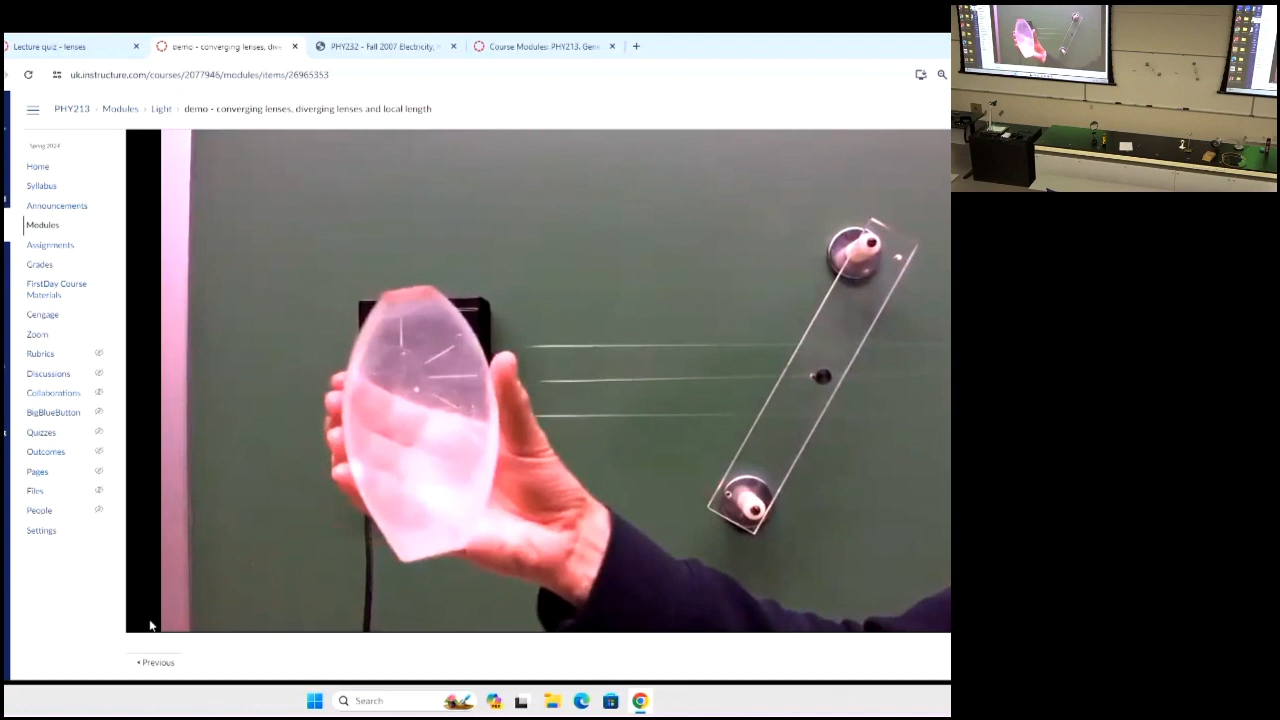 Lecture quiz - lenses
demo - converging lenses, dive
PHY232 - Fall 2007 Electricity,
Course Modules: PHY213, Gene
uk.instructure.com/courses/2077946/modules/items/26965353
PHY213 › Modules › Light › demo - converging lenses, diverging lenses and local length
Spring 2024
Home
Syllabus
Announcements
Modules
Assignments
Grades
FirstDay Course
Materials
Cengage
Zoom
Rubrics
Discussions
Collaborations
BigBlueButton
Quizzes
Outcomes
Pages
Files
People
Settings
Previous
Search